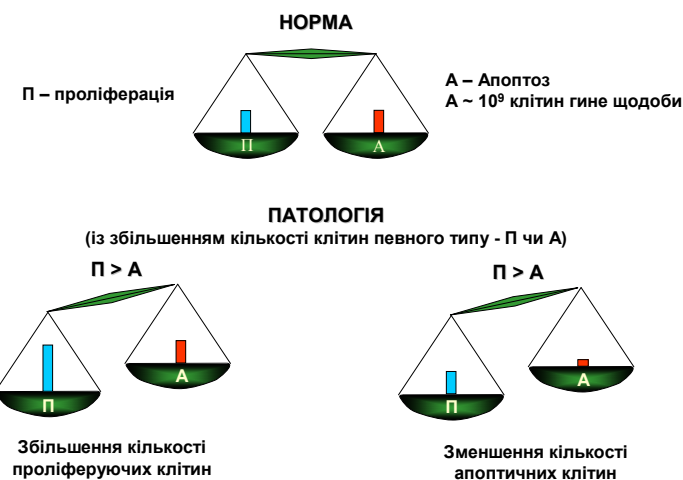 НОРМА
П – проліферація
А – Апоптоз
А ~ 10⁹ клітин гине щодоби
П
А
ПАТОЛОГІЯ
(із збільшенням кількості клітин певного типу - П чи А)
П > А
П > А
П
А
П
А
Збільшення кількості
проліферуючих клітин
Зменшення кількості
апоптичних клітин